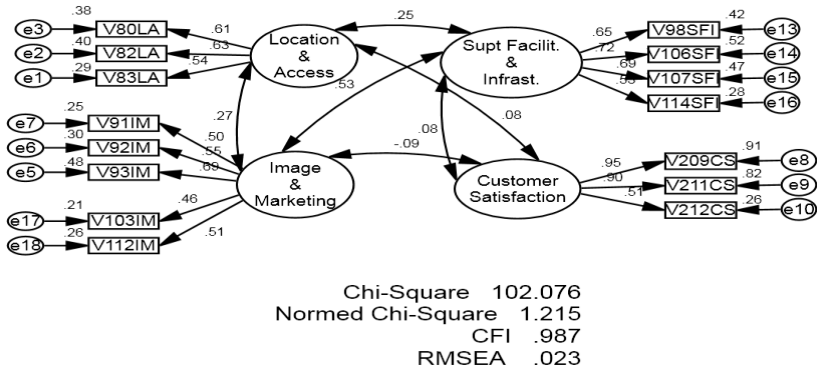 .38
e3
V80LA
.61
.40
e2
V82LA
.63
.29
e1
V83LA
.54
Location
&
Access
.25
Supt Facilit.
&
Infrast.
.65
V98SFI
.42
e13
.72
V106SFI
.52
e14
.69
V107SFI
.47
e15
V114SFI
.28
e16
.53
.27
.08
.08
-.09
.25
e7
V91IM
.50
.30
e6
V92IM
.55
.48
e5
V93IM
.69
.21
e17
V103IM
.46
.26
e18
V112IM
.51
Image
&
Marketing
Customer
Satisfaction
.95
V209CS
.91
e8
.90
V211CS
.82
e9
.51
V212CS
.26
e10
Chi-Square 102.076
Normed Chi-Square 1.215
CFI .987
RMSEA .023